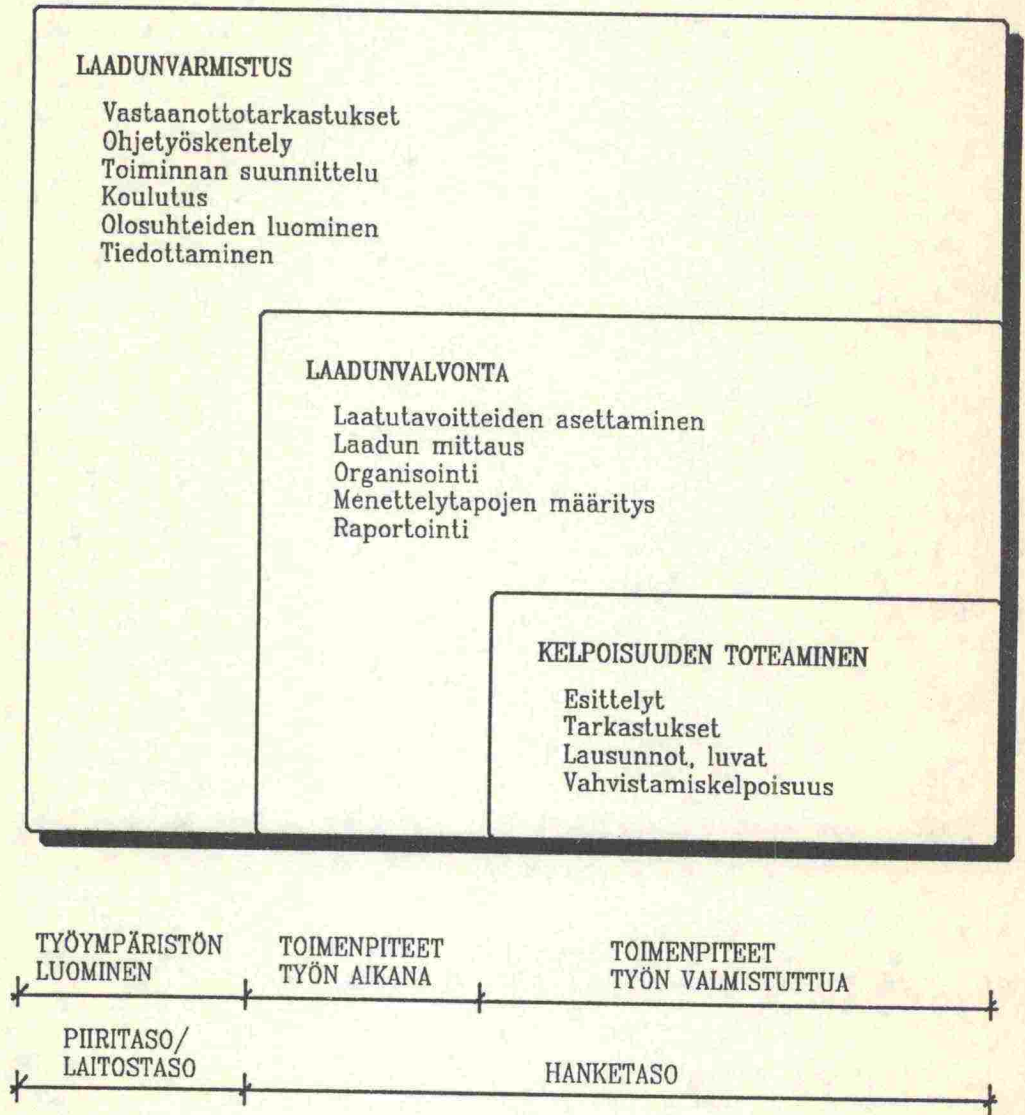 LAADUNVARMISTUS
Vastaanottotarkastukset
Ohjetyöskentely
Toiminnan suunnittelu
Koulutus
Olosuhteiden luominen
Tiedottaminen
LAADUNVALVONTA
Laatutavoitteiden asettaminen
Laadun mittaus
Organisointi
Menettelytapojen määritys
Raportointi
KELPOISUUDEN TOTEAMINEN
Esittelyt
Tarkastukset
Lausunnot, luvat
Vahvistamiskelpoisuus
TYÖYMPÄRISTÖN
LUOMINEN
TOIMENPITEET
TYÖN AIKANA
TOIMENPITEET
TYÖN VALMISTUTTUA
PIIRITASO/
LAITOSTASO
HANKETASO